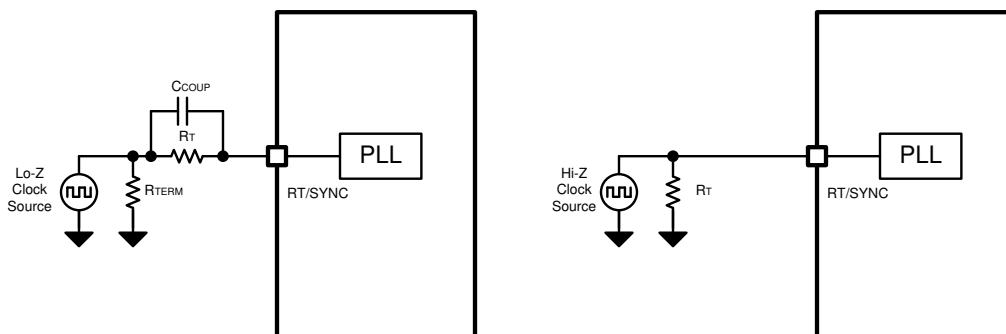 CCOUP
RT
Lo-Z
Clock
Source
RTERM
PLL
RT/SYNC
Hi-Z
Clock
Source
RT
PLL
RT/SYNC